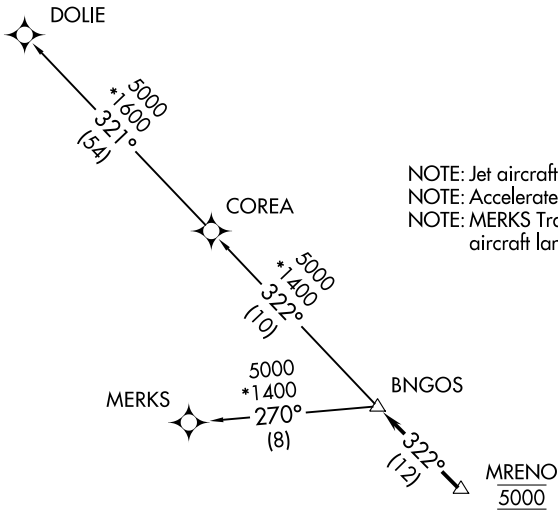 DOLIE
5000
*1600
321°
(54)
NOTE: Jet aircraft
NOTE: Accelerate
NOTE: MERKS Tra
aircraft lan
COREA
5000
*1400
322°
(10)
5000
*1400
270°
(8)
MERKS
BNGOS
322°
(12)
MRENO
5000